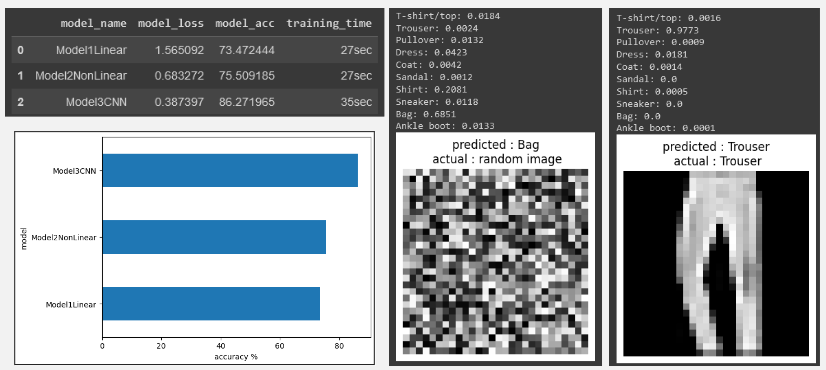 model_name model_loss model_acc training_time
0 Model1Linear 1.565092 73.472444 27sec
1 Model2NonLinear 0.683272 75.509185 27sec
2 Model3CNN 0.387397 86.271965 35sec
model
Model3CNN
Model2NonLinear
Model1Linear
0 20 40 60 80
accuracy %
T-shirt/top: 0.0184
Trouser: 0.0024
Pullover: 0.0132
Dress: 0.0423
Coat: 0.0042
Sandal: 0.0012
Shirt: 0.2081
Sneaker: 0.0118
Bag: 0.6851
Ankle boot: 0.0133
predicted : Bag
actual : random image
T-shirt/top: 0.0016
Trouser: 0.9773
Pullover: 0.0009
Dress: 0.0181
Coat: 0.0014
Sandal: 0.0
Shirt: 0.0005
Sneaker: 0.0
Bag: 0.0
Ankle boot: 0.0001
predicted : Trouser
actual : Trouser